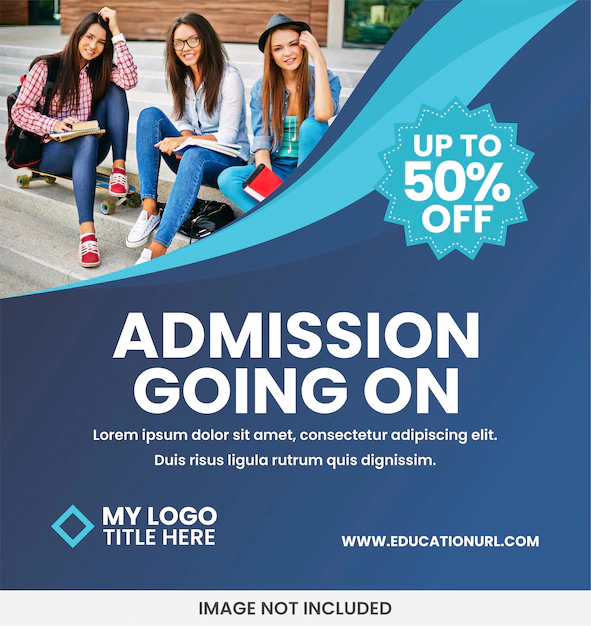 UP TO
50%
OFF
ADMISSION
GOING ON
Lorem ipsum dolor sit amet, consectetur adipiscing elit.
Duis risus ligula rutrum quis dignissim.
MY LOGO
TITLE HERE
WWW.EDUCATIONURL.COM
IMAGE NOT INCLUDED